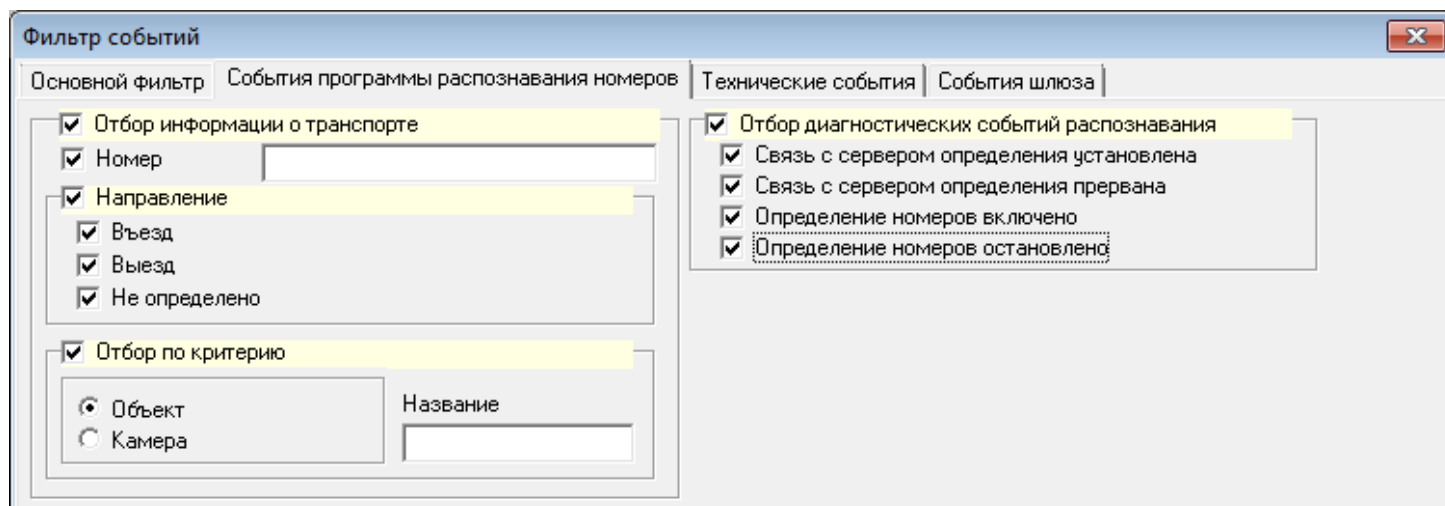 Фильтр событий
Основной фильтр События программы распознавания номеров Технические события События шлюза
Отбор информации о транспорте
Номер
Направление
Въезд
Выезд
Не определено
Отбор по критерию
Объект
Камера
Название
Отбор диагностических событий распознавания
Связь с сервером определения установлена
Связь с сервером определения прервана
Определение номеров включено
Определение номеров остановлено